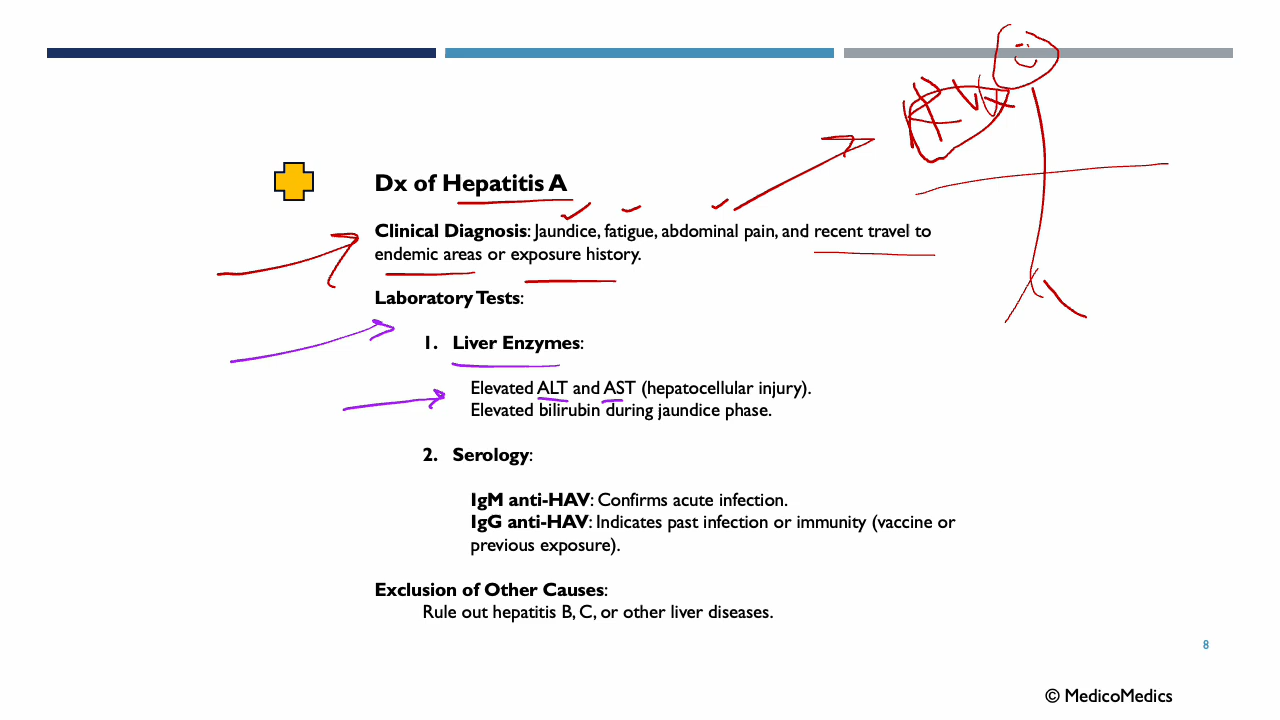 Dx of Hepatitis A
Clinical Diagnosis: Jaundice, fatigue, abdominal pain, and recent travel to
endemic areas or exposure history.
Laboratory Tests:
1. Liver Enzymes:
Elevated ALT and AST (hepatocellular injury).
Elevated bilirubin during jaundice phase.
2. Serology:
IgM anti-HAV: Confirms acute infection.
IgG anti-HAV: Indicates past infection or immunity (vaccine or
previous exposure).
Exclusion of Other Causes:
Rule out hepatitis B, C, or other liver diseases.
8
© MedicoMedics